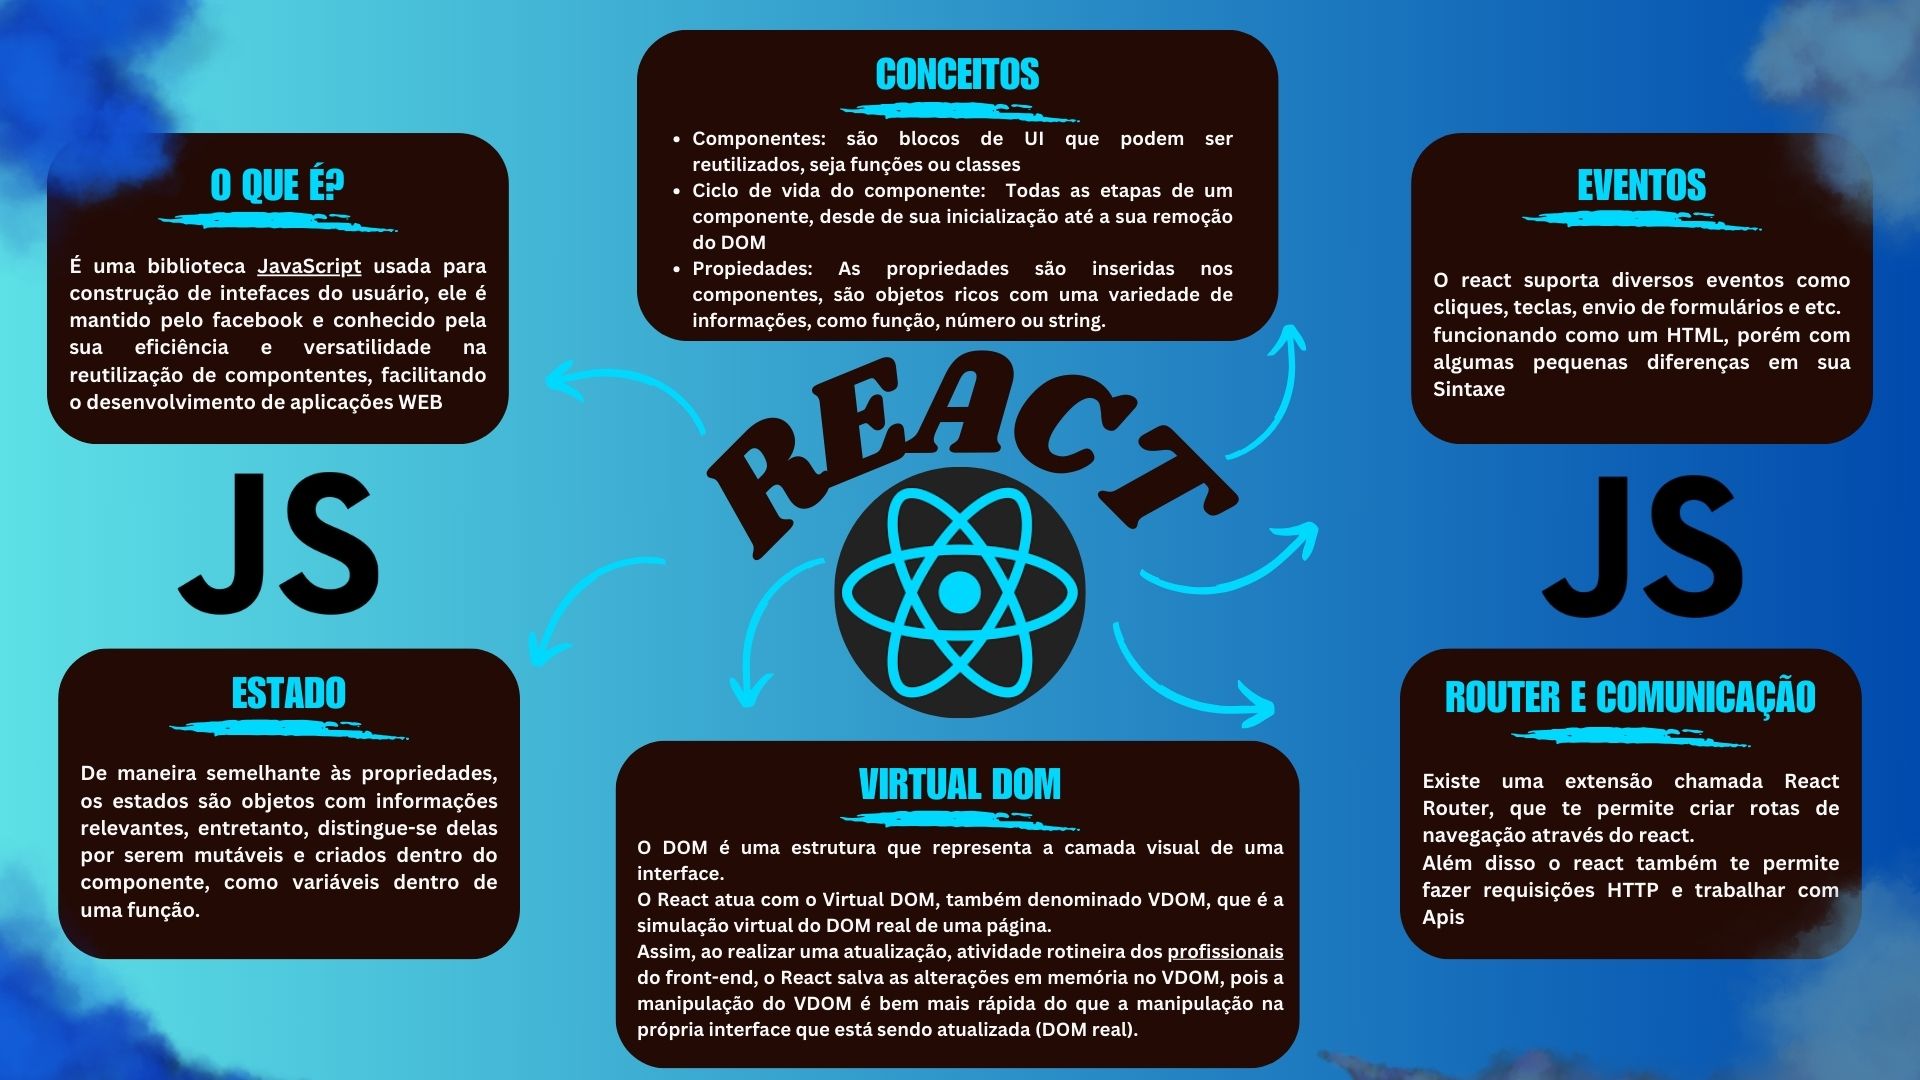 CONCEITOS
• Componentes: são blocos de UI que podem ser
reutilizados, seja funções ou classes
• Ciclo de vida do componente: Todas as etapas de um
componente, desde de sua inicialização até a sua remoção
do DOM
• Propiedades: As propriedades são inseridas nos
componentes, são objetos ricos com uma variedade de
informações, como função, número ou string.
O QUE É?
É uma biblioteca JavaScript usada para
construção de intefaces do usuário, ele é
mantido pelo facebook e conhecido pela
sua eficiência e versatilidade na
reutilização de compontentes, facilitando
o desenvolvimento de aplicações WEB
EVENTOS
O react suporta diversos eventos como
cliques, teclas, envio de formulários e etc.
funcionando como um HTML, porém com
algumas pequenas diferenças em sua
Sintaxe
REACT
JS
JS
ESTADO
De maneira semelhante às propriedades,
os estados são objetos com informações
relevantes, entretanto, distingue-se delas
por serem mutáveis e criados dentro do
componente, como variáveis dentro de
uma função.
VIRTUAL DOM
O DOM é uma estrutura que representa a camada visual de uma
interface.
O React atua com o Virtual DOM, também denominado VDOM, que é a
simulação virtual do DOM real de uma página.
Assim, ao realizar uma atualização, atividade rotineira dos profissionais
do front-end, o React salva as alterações em memória no VDOM, pois a
manipulação do VDOM é bem mais rápida do que a manipulação na
própria interface que está sendo atualizada (DOM real).
ROUTER E COMUNICAÇÃO
Existe uma extensão chamada React
Router, que te permite criar rotas de
navegação através do react.
Além disso o react também te permite
fazer requisições HTTP e trabalhar com
Apis